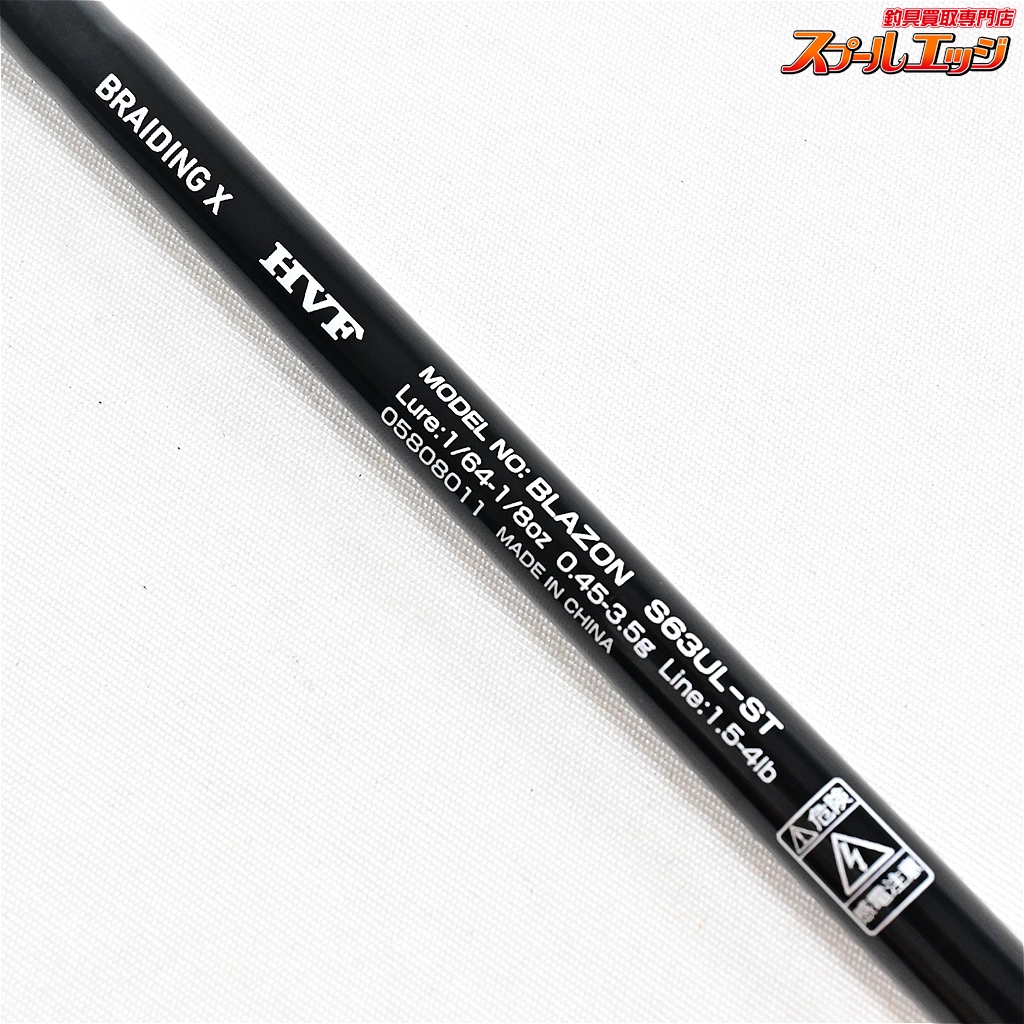 釣具買取専門店
スプールエッジ
BRAIDING X
HVF
MODEL NO: BLAZON S63UL-ST
Lure:1/64-1/8oz 0.45-3.5g Line:1.5-4lb
05808011 MADE IN CHINA
危険
感電注意